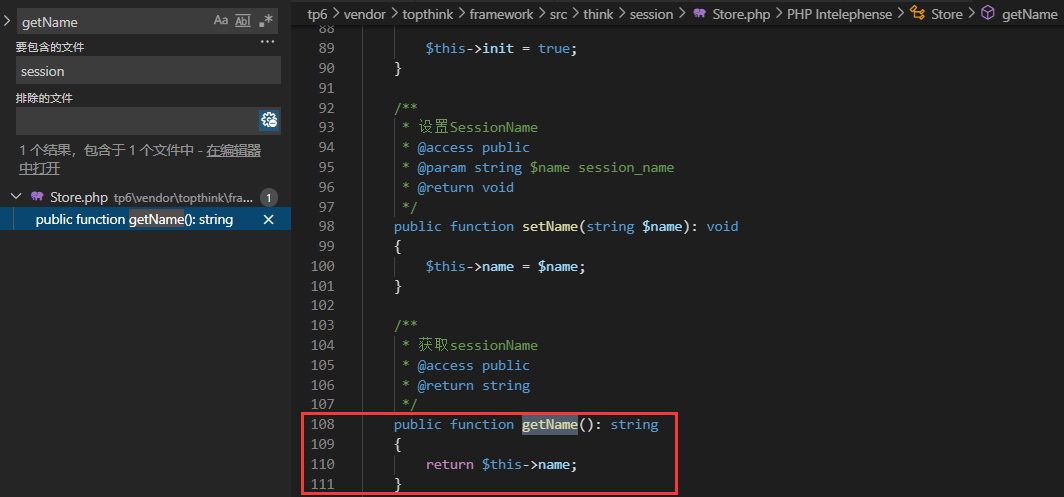 getName
Aa Abl .*
要包含的文件
...
session
排除的文件
1 个结果，包含于 1 个文件中 - 在编辑器
中打开
Store.php tp6\vendor\topthink\fra... 1
public function getName(): string
tp6 > vendor > topthink > framework > src > think > session > Store.php > PHP Intelephense > Store > getName
88
89 $this->init = true;
90 }
91
92 /**
93 * 设置SessionName
94 * @access public
95 * @param string $name session_name
96 * @return void
97 */
98 public function setName(string $name): void
99 {
100 $this->name = $name;
101 }
102
103 /**
104 * 获取sessionName
105 * @access public
106 * @return string
107 */
108 public function getName(): string
109 {
110 return $this->name;
111 }